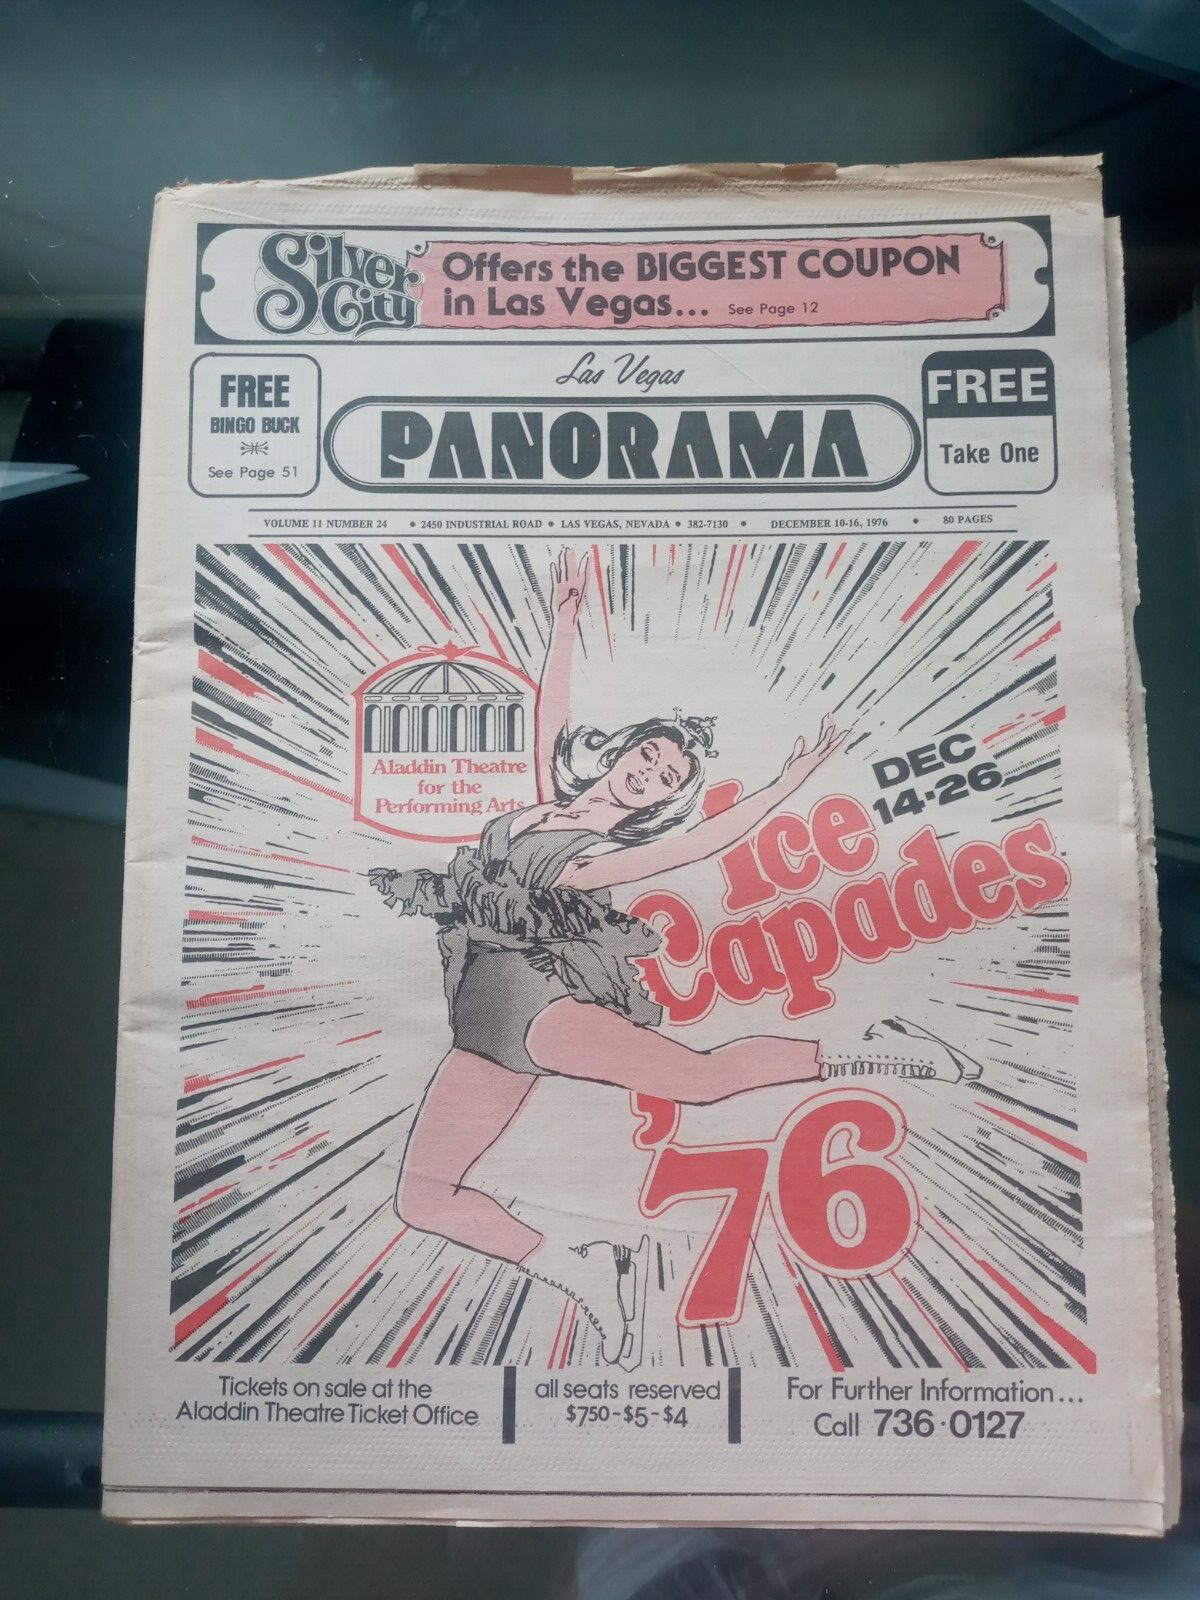 Silver City
Offers the BIGGEST COUPON
in Las Vegas... See Page 12
FREE
BINGO BUCK
See Page 51
Las Vegas
PANORAMA
FREE
Take One
VOLUME 11 NUMBER 24 • 2450 INDUSTRIAL ROAD • LAS VEGAS, NEVADA • 382-7130 • DECEMBER 10-16, 1976 • 80 PAGES
Aladdin Theatre
for the
Performing Arts
DEC
14-26
Ice
Capades
'76
Tickets on sale at the
Aladdin Theatre Ticket Office
all seats reserved
$750-$5-$4
For Further Information...
Call 736-0127